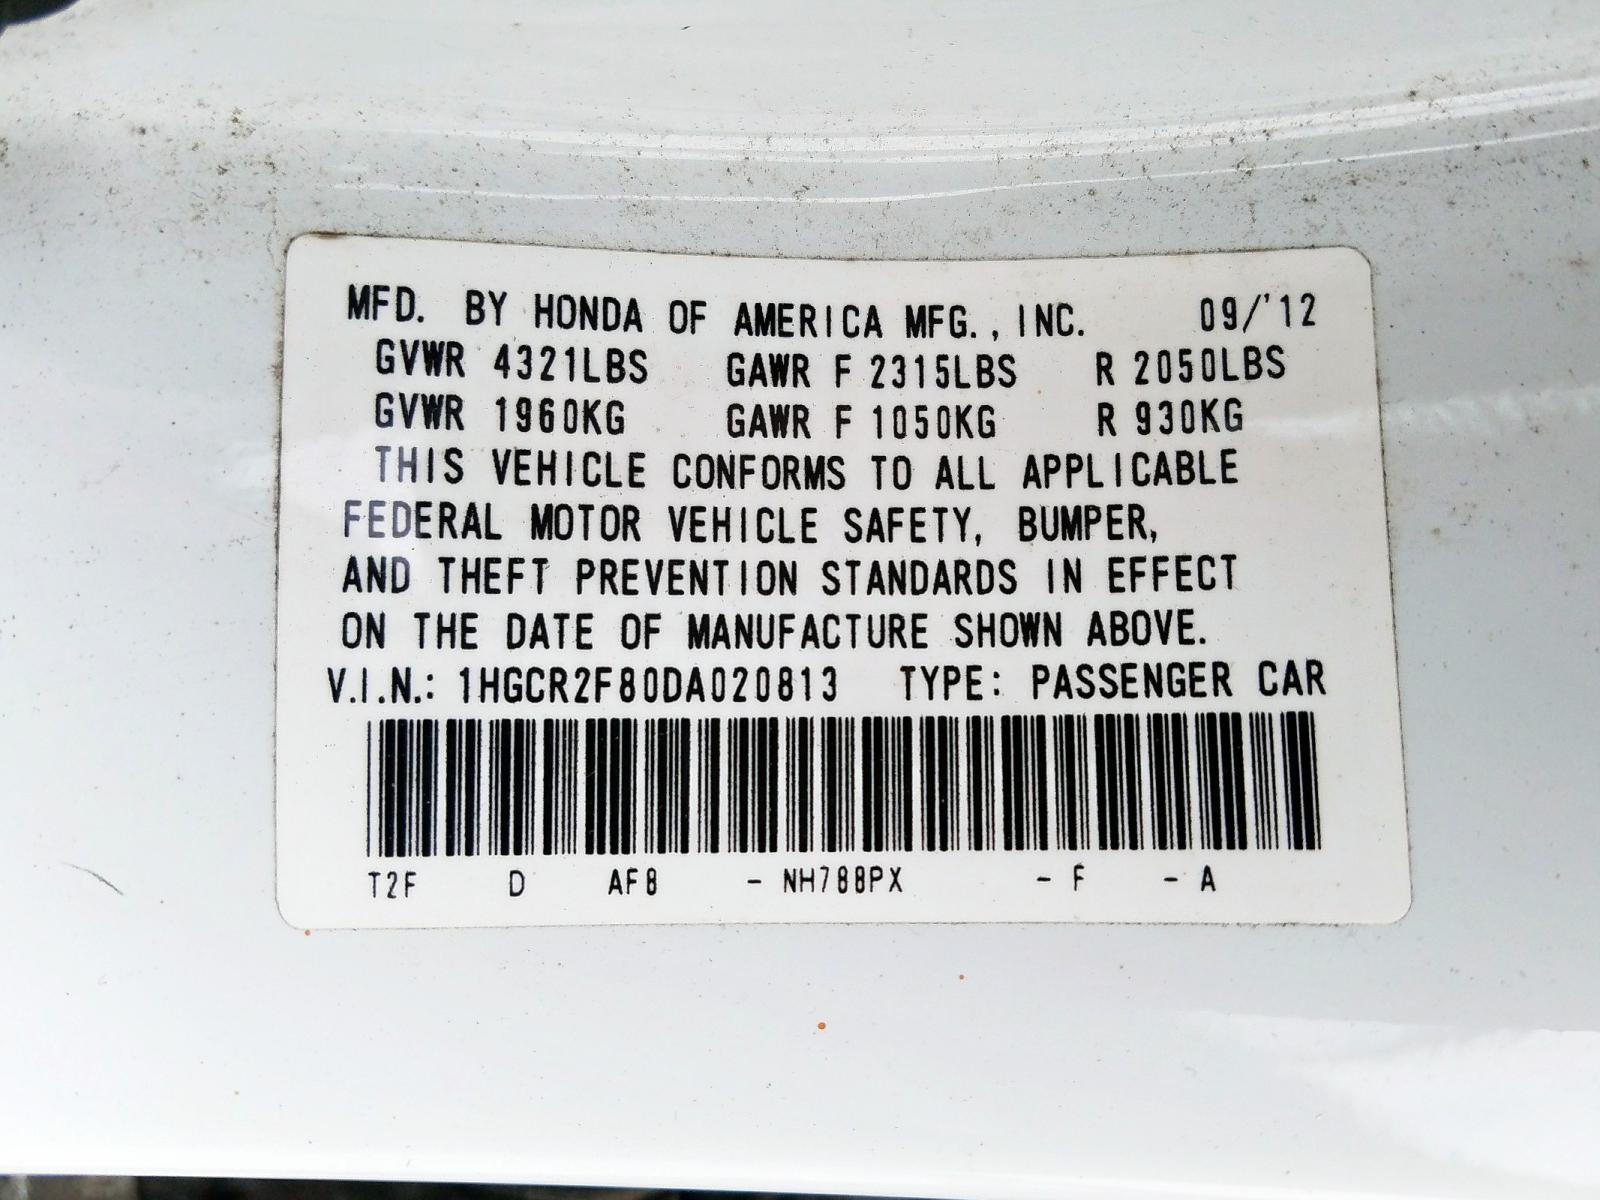 MFD. BY HONDA OF AMERICA MFG., INC. 09/'12
GVWR 4321LBS GAWR F 2315LBS R 2050LBS
GVWR 1960KG GAWR F 1050KG R 930KG
THIS VEHICLE CONFORMS TO ALL APPLICABLE
FEDERAL MOTOR VEHICLE SAFETY, BUMPER,
AND THEFT PREVENTION STANDARDS IN EFFECT
ON THE DATE OF MANUFACTURE SHOWN ABOVE.
V.I.N.: 1HGCR2F80DA020813 TYPE: PASSENGER CAR
T2F D AF8 - NH788PX - F - A